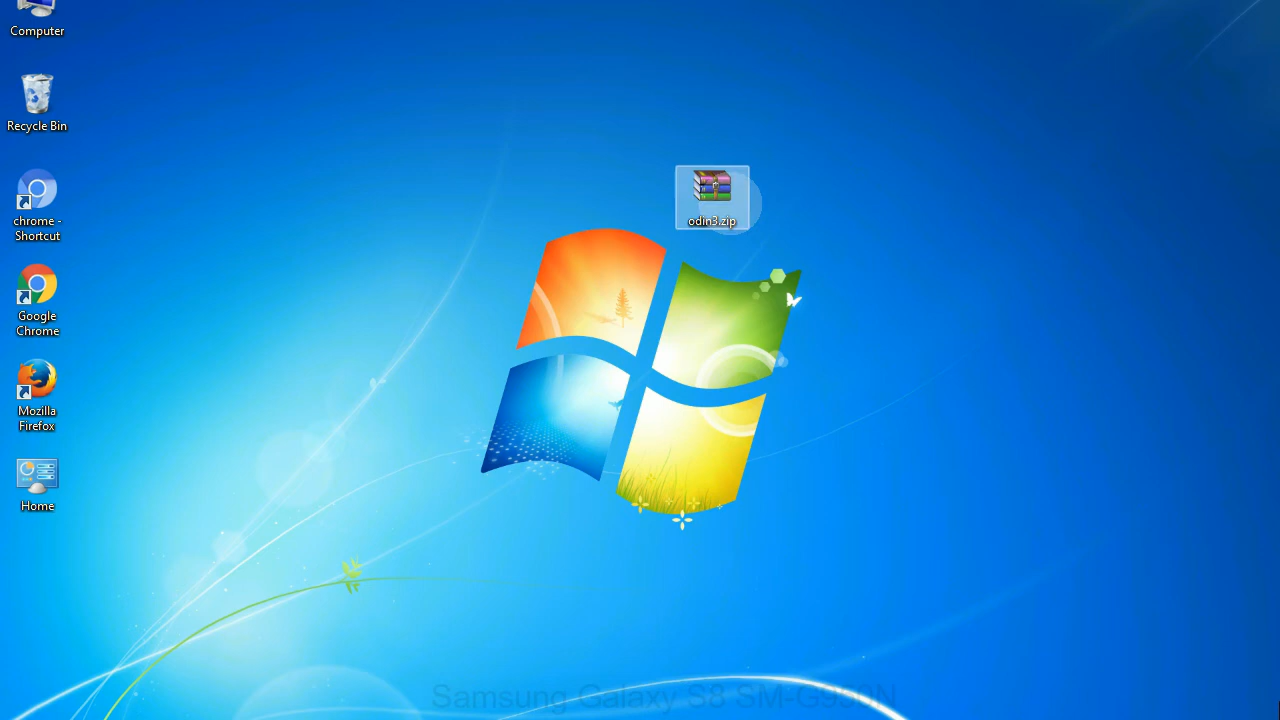 Computer
Recycle Bin
chrome -
Shortcut
Google
Chrome
Mozilla
Firefox
Home
odin3.zip
Samsung Galaxy S8 SM-G950N